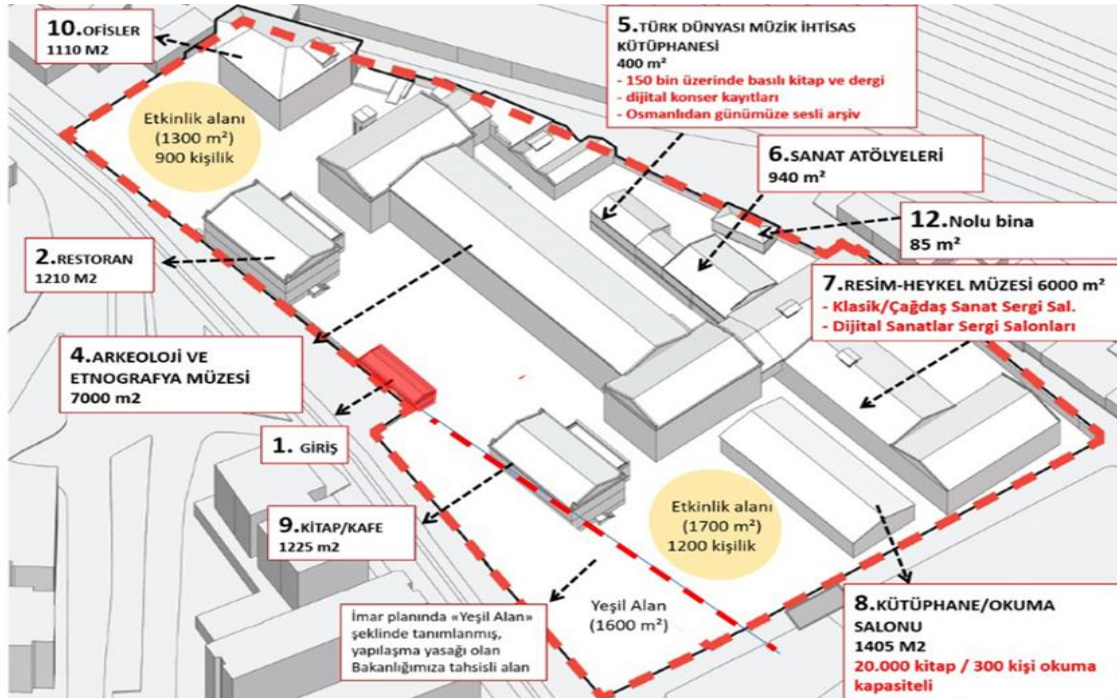 10.OFİSLER
1110 M2
Etkinlik alanı
(1300 m²)
900 kişilik
5.TÜRK DÜNYASI MÜZİK İHTİSAS
KÜTÜPHANESİ
400 m²
- 150 bin üzerinde basılı kitap ve dergi
- dijital konser kayıtları
- Osmanlıdan günümüze sesli arşiv
6.SANAT ATÖLYELERİ
940 m²
12.Nolu bina
85 m²
2.RESTORAN
1210 M2
7.RESİM-HEYKEL MÜZESİ 6000 m²
- Klasik/Çağdaş Sanat Sergi Sal.
- Dijital Sanatlar Sergi Salonları
4.ARKEOLOJİ VE
ETNOGRAFYA MÜZESİ
7000 m2
1. GİRİŞ
9.KİTAP/KAFE
1225 m2
Etkinlik alanı
(1700 m²)
1200 kişilik
İmar planında «Yeşil Alan»
şeklinde tanımlanmış,
yapılaşma yasağı olan
Bakanlığımıza tahsisli alan
Yeşil Alan
(1600 m²)
8.KÜTÜPHANE/OKUMA
SALONU
1405 M2
20.000 kitap / 300 kişi okuma
kapasiteli